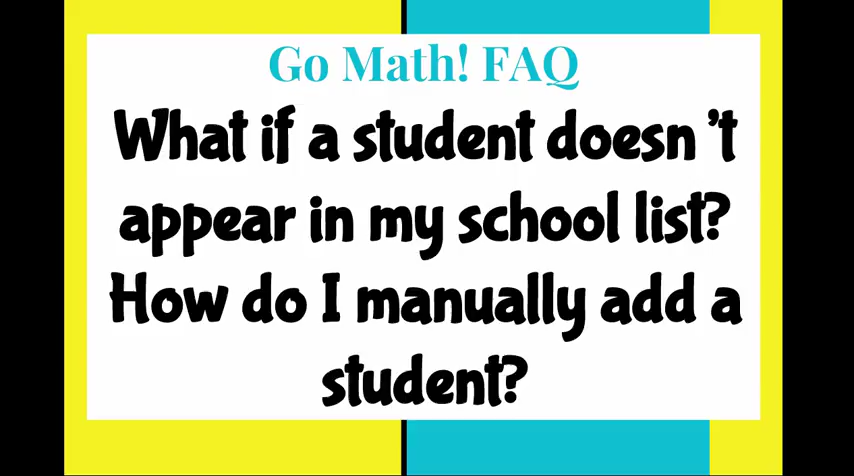 Go Math! FAQ
What if a student doesn't
appear in my school list?
How do I manually add a
student?